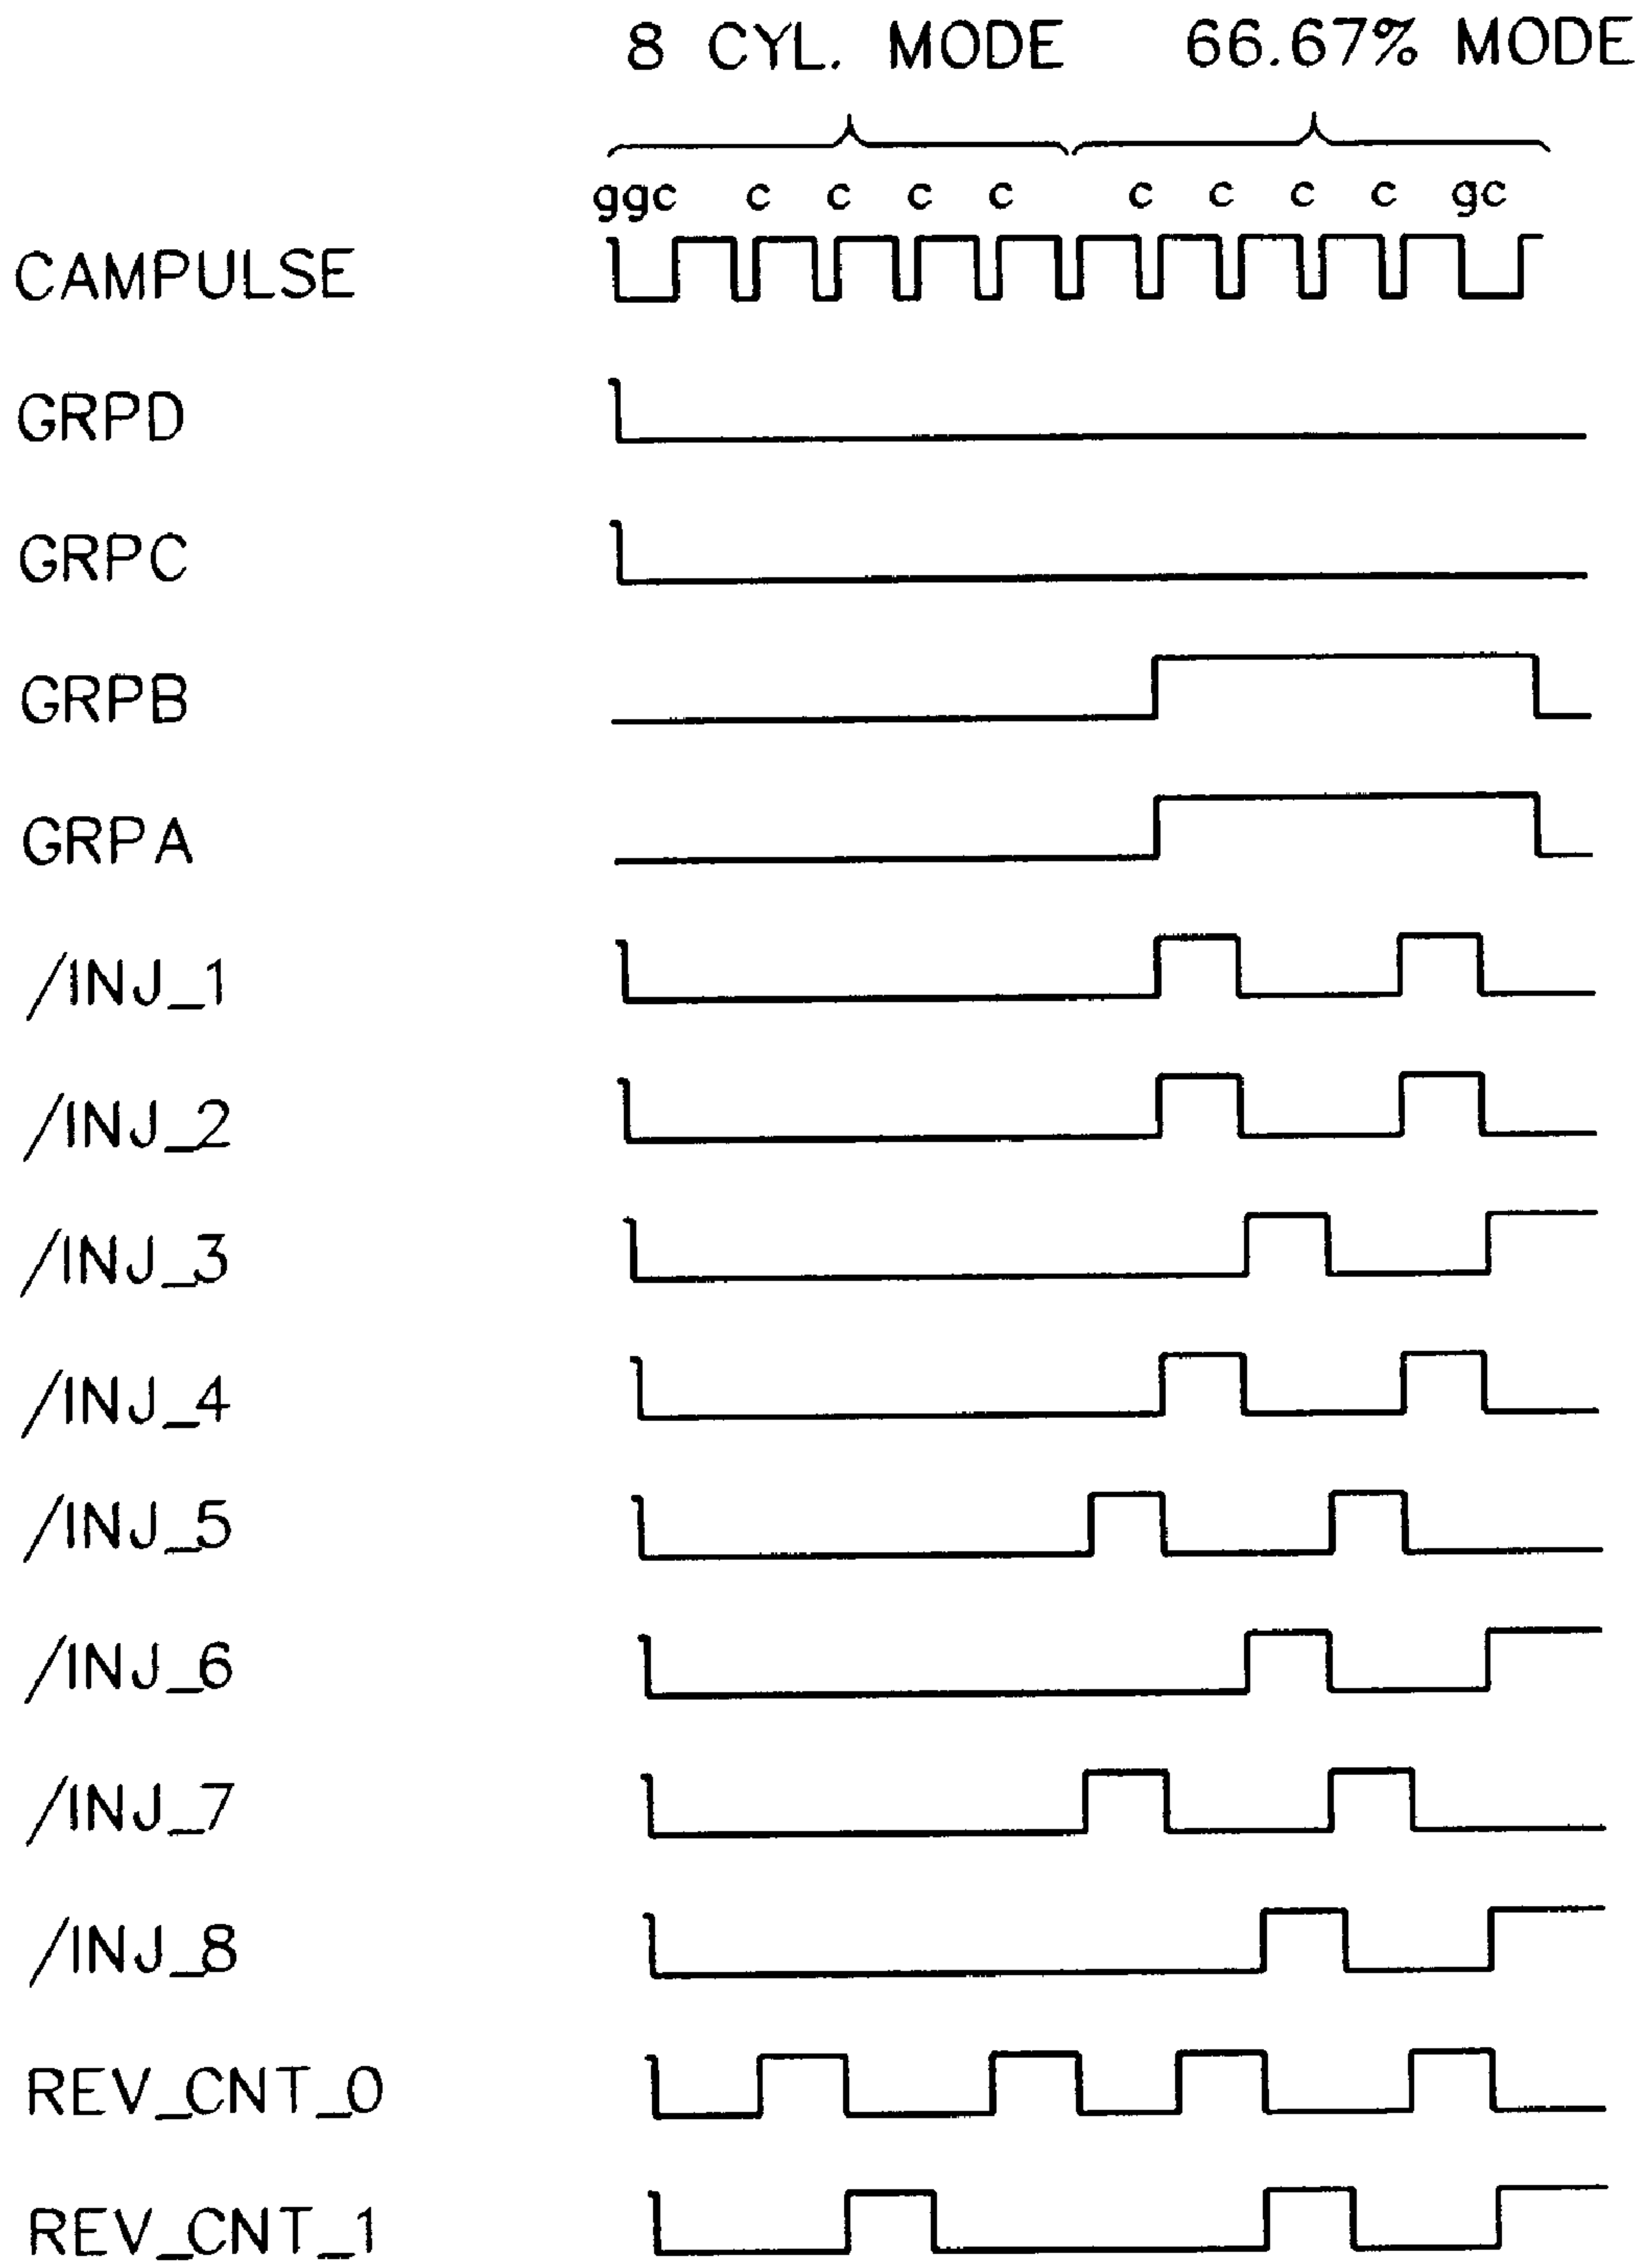 8 CYL. MODE 66.67% MODE
ggc c c c c c c c c gc
CAMPULSE
GRPD
GRPC
GRPB
GRPA
/INJ_1
/INJ_2
/INJ_3
/INJ_4
/INJ_5
/INJ_6
/INJ_7
/INJ_8
REV_CNT_0
REV_CNT_1